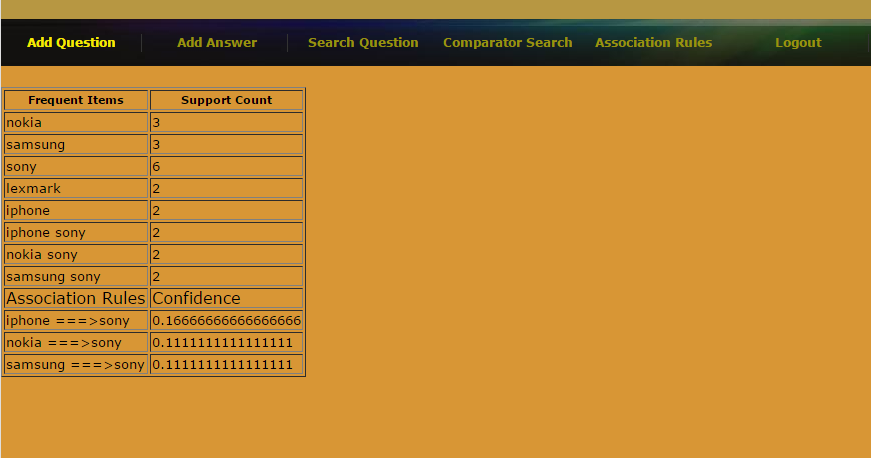 Add Question Add Answer Search Question Comparator Search Association Rules Logout
Frequent Items Support Count
nokia 3
samsung 3
sony 6
lexmark 2
iphone 2
iphone sony 2
nokia sony 2
samsung sony 2
Association Rules Confidence
iphone ===>sony 0.16666666666666666
nokia ===>sony 0.1111111111111111
samsung ===>sony 0.1111111111111111